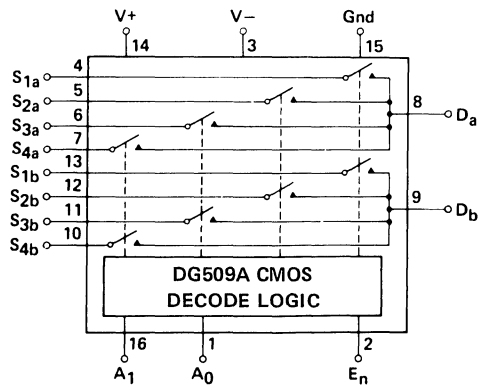 V+ V− Gnd
14 3 15
S1a 4
S2a 5
S3a 6
S4a 7
8 Da
S1b 13
S2b 12
S3b 11
S4b 10
9 Db
DG509A CMOS
DECODE LOGIC
16 1 2
A1 A0 En